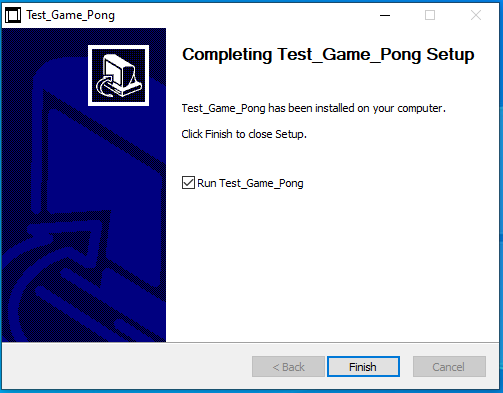 Test_Game_Pong
Completing Test_Game_Pong Setup
Test_Game_Pong has been installed on your computer.
Click Finish to close Setup.
Run Test_Game_Pong
< Back
Finish
Cancel